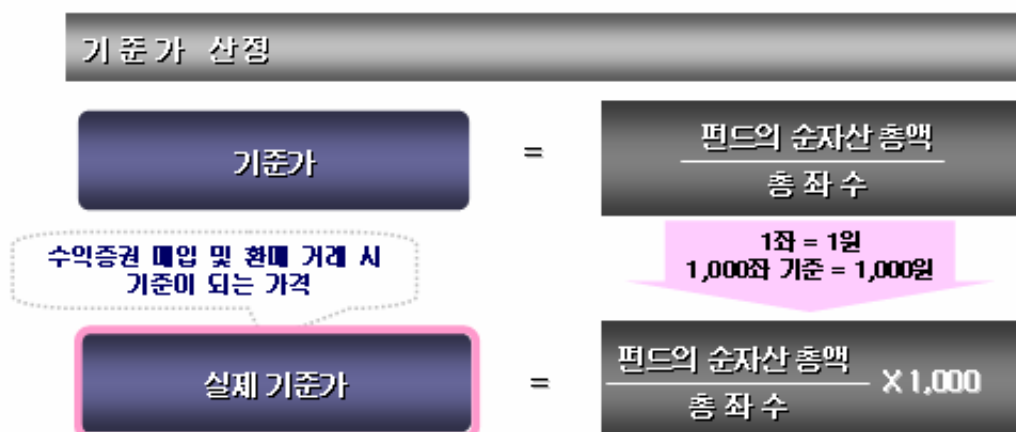 기준가 산정
기준가
=
펀드의 순자산 총액
총 좌 수
수익증권 매입 및 환매 거래 시
기준이 되는 가격
1좌 = 1원
1,000좌 기준 = 1,000원
실제 기준가
=
펀드의 순자산 총액
총 좌 수
X 1,000